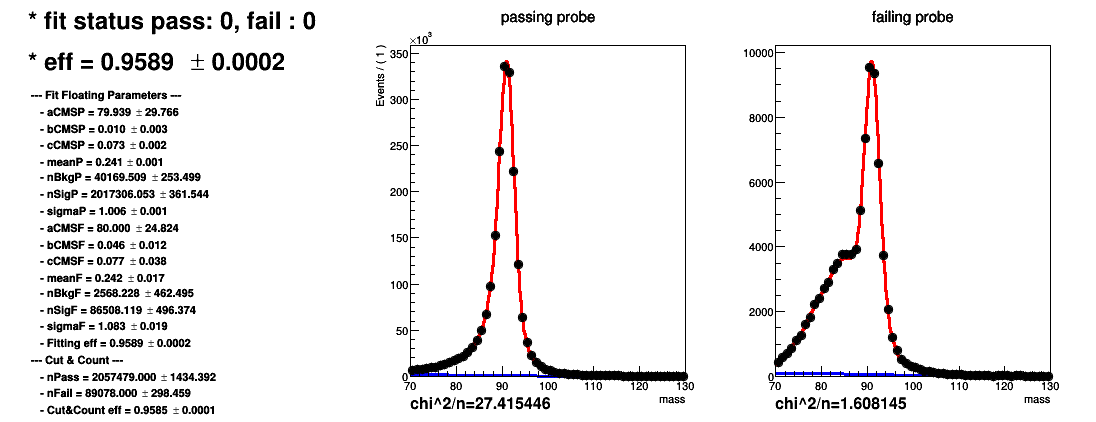 * fit status pass: 0, fail : 0
* eff = 0.9589 ± 0.0002
--- Fit Floating Parameters ---
- aCMSP = 79.939 ± 29.766
- bCMSP = 0.010 ± 0.003
- cCMSP = 0.073 ± 0.002
- meanP = 0.241 ± 0.001
- nBkgP = 40169.509 ± 253.499
- nSigP = 2017306.053 ± 361.544
- sigmaP = 1.006 ± 0.001
- aCMSF = 80.000 ± 24.824
- bCMSF = 0.046 ± 0.012
- cCMSF = 0.077 ± 0.038
- meanF = 0.242 ± 0.017
- nBkgF = 2568.228 ± 462.495
- nSigF = 86508.119 ± 496.374
- sigmaF = 1.083 ± 0.019
- Fitting eff = 0.9589 ± 0.0002
--- Cut & Count ---
- nPass = 2057479.000 ± 1434.392
- nFail = 89078.000 ± 298.459
- Cut&Count eff = 0.9585 ± 0.0001
passing probe
×10³
Events / ( 1 )
300
250
200
150
100
50
0
70 80 90 100 110 120 130
mass
chi^2/n=27.415446
failing probe
10000
8000
6000
4000
2000
0
70 80 90 100 110 120 130
mass
chi^2/n=1.608145